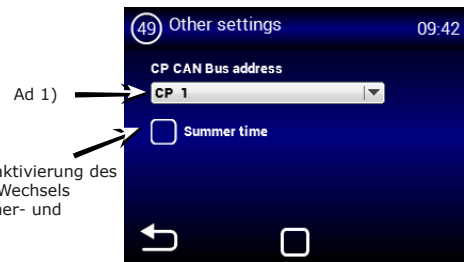 49 Other settings 09:42
CP CAN Bus address
Ad 1)
CP 1
Summer time
aktivierung des
Wechsels
er- und